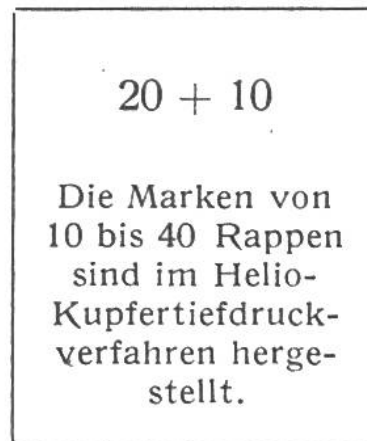 20 + 10
Die Marken von
10 bis 40 Rappen
sind im Helio-
Kupfertiefdruck-
verfahren herge-
stellt.